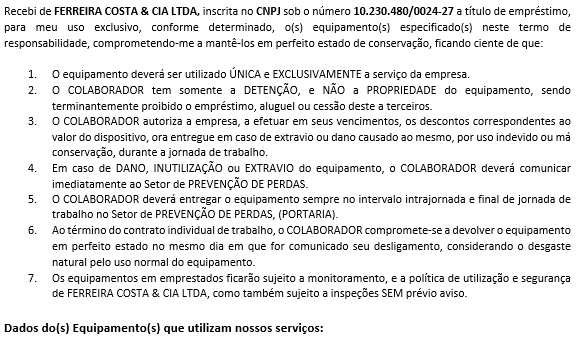 Recebi de FERREIRA COSTA & CIA LTDA, inscrita no CNPJ sob o número 10.230.480/0024-27 a título de empréstimo,
para meu uso exclusivo, conforme determinado, o(s) equipamento(s) especificado(s) neste termo de
responsabilidade, comprometendo-me a mantê-los em perfeito estado de conservação, ficando ciente de que:
1. O equipamento deverá ser utilizado ÚNICA e EXCLUSIVAMENTE a serviço da empresa.
2. O COLABORADOR tem somente a DETENÇÃO, e NÃO a PROPRIEDADE do equipamento, sendo
terminantemente proibido o empréstimo, aluguel ou cessão deste a terceiros.
3. O COLABORADOR autoriza a empresa, a efetuar em seus vencimentos, os descontos correspondentes ao
valor do dispositivo, ora entregue em caso de extravio ou dano causado ao mesmo, por uso indevido ou má
conservação, durante a jornada de trabalho.
4. Em caso de DANO, INUTILIZAÇÃO ou EXTRAVIO do equipamento, o COLABORADOR deverá comunicar
imediatamente ao Setor de PREVENÇÃO DE PERDAS.
5. O COLABORADOR deverá entregar o equipamento sempre no intervalo intrajornada e final de jornada de
trabalho no Setor de PREVENÇÃO DE PERDAS, (PORTARIA).
6. Ao término do contrato individual de trabalho, o COLABORADOR compromete-se a devolver o equipamento
em perfeito estado no mesmo dia em que for comunicado seu desligamento, considerando o desgaste
natural pelo uso normal do equipamento.
7. Os equipamentos em emprestados ficarão sujeito a monitoramento, e a política de utilização e segurança
de FERREIRA COSTA & CIA LTDA, como também sujeito a inspeções SEM prévio aviso.
Dados do(s) Equipamento(s) que utilizam nossos serviços: